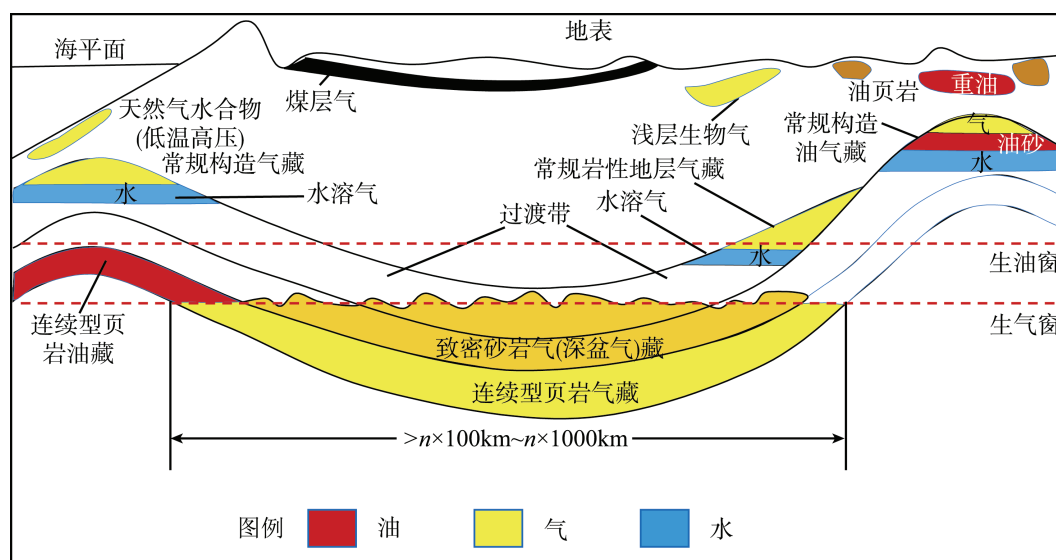 地表
海平面
煤层气
天然气水合物
(低温高压)
常规构造气藏
水
水溶气
浅层生物气
油页岩
重油
常规构造
油气藏
气
油砂
水
常规岩性地层气藏
水溶气
水
过渡带
生油窗
生气窗
连续型页
岩油藏
致密砂岩气(深盆气)藏
连续型页岩气藏
>n×100km~n×1000km
图例
油
气
水